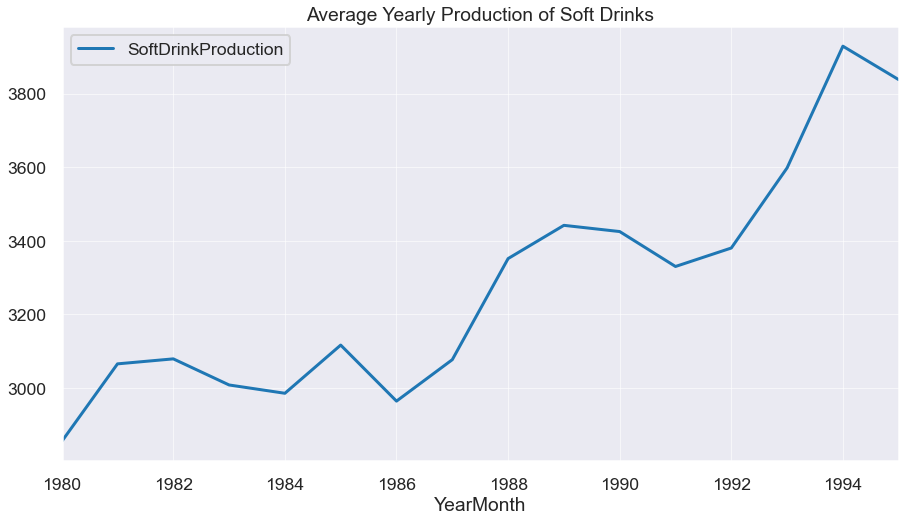 Average Yearly Production of Soft Drinks
SoftDrinkProduction
3800
3600
3400
3200
3000
1980 1982 1984 1986 1988 1990 1992 1994
YearMonth